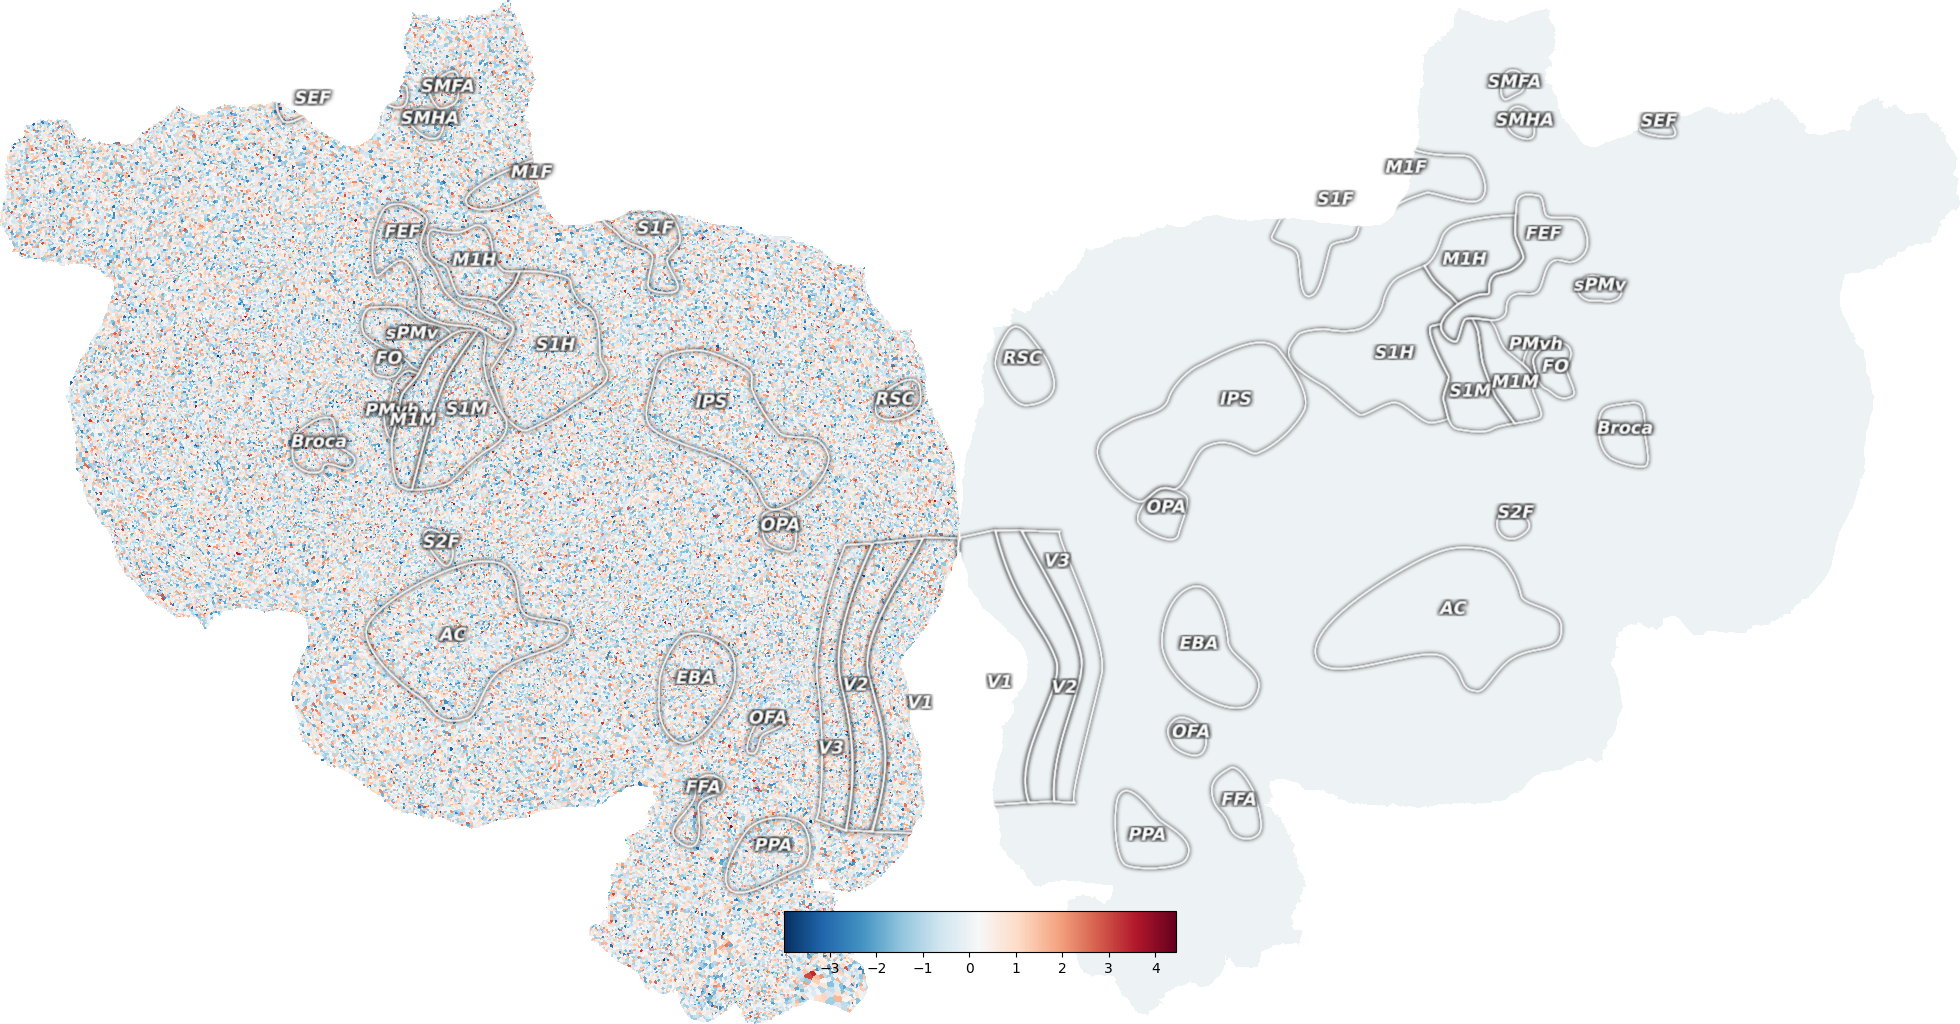 SMFA
SEF
SMHA
M1F
FEF
S1F
M1H
sPMv
FO
S1H
PMvh
M1M
S1M
IPS
RSC
Broca
OPA
S2F
AC
EBA
V2
V1
OFA
V3
FFA
PPA
SMFA
SMHA
SEF
M1F
S1F
FEF
M1H
sPMv
RSC
S1H
PMvh
FO
M1M
S1M
IPS
Broca
OPA
S2F
V3
AC
EBA
V1
V2
OFA
FFA
PPA
−3 −2 −1 0 1 2 3 4